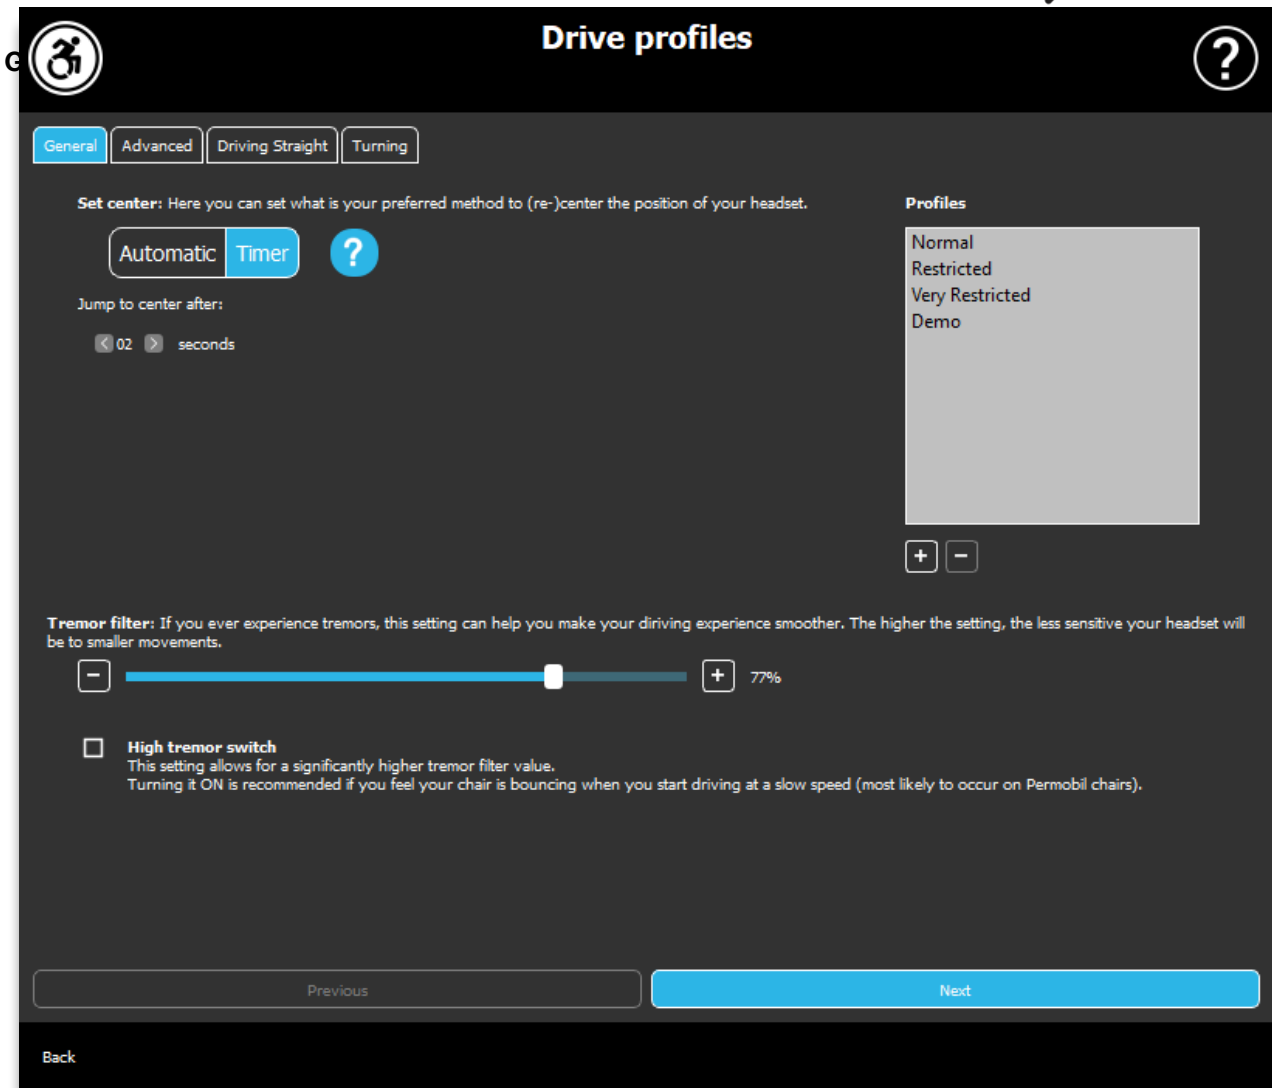 Drive profiles
?
G
General Advanced Driving Straight Turning
Set center: Here you can set what is your preferred method to (re-)center the position of your headset.
Profiles
Automatic Timer ?
Normal
Restricted
Very Restricted
Demo
Jump to center after:
< 02 > seconds
+ −
Tremor filter: If you ever experience tremors, this setting can help you make your diriving experience smoother. The higher the setting, the less sensitive your headset will
be to smaller movements.
− + 77%
High tremor switch
This setting allows for a significantly higher tremor filter value.
Turning it ON is recommended if you feel your chair is bouncing when you start driving at a slow speed (most likely to occur on Permobil chairs).
Previous Next
Back